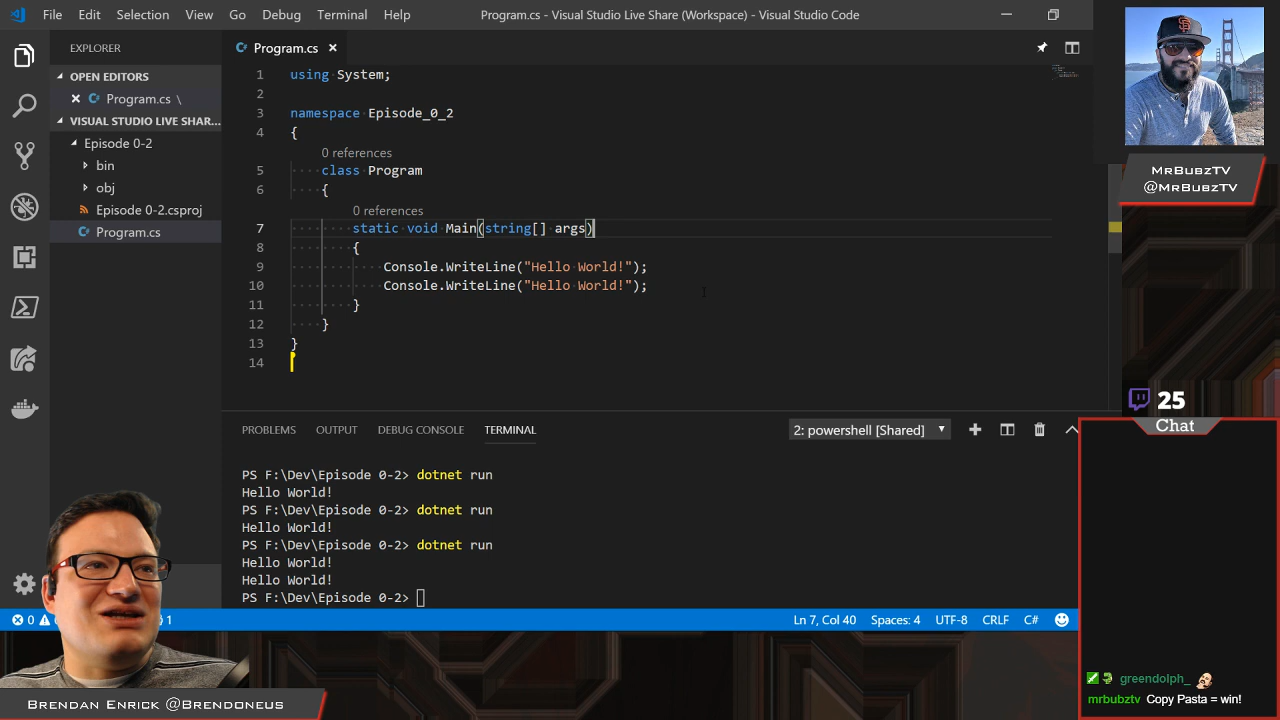 File Edit Selection View Go Debug Terminal Help
Program.cs - Visual Studio Live Share (Workspace) - Visual Studio Code
EXPLORER
OPEN EDITORS
Program.cs \
VISUAL STUDIO LIVE SHAR...
Episode 0-2
bin
obj
Episode 0-2.csproj
Program.cs
Program.cs
1 using System;
2
3 namespace Episode_0_2
4 {
0 references
5 class Program
6 {
0 references
7 static void Main(string[] args)
8 {
9 Console.WriteLine("Hello World!");
10 Console.WriteLine("Hello World!");
11 }
12 }
13 }
14
PROBLEMS OUTPUT DEBUG CONSOLE TERMINAL
2: powershell [Shared]
PS F:\Dev\Episode 0-2> dotnet run
Hello World!
PS F:\Dev\Episode 0-2> dotnet run
Hello World!
PS F:\Dev\Episode 0-2> dotnet run
Hello World!
Hello World!
PS F:\Dev\Episode 0-2>
0
1
Ln 7, Col 40 Spaces: 4 UTF-8 CRLF C#
Brendan Enrick @Brendoneus
MrBubzTV
@MrBubzTV
25
Chat
greendolph_
mrbubztv Copy Pasta = win!